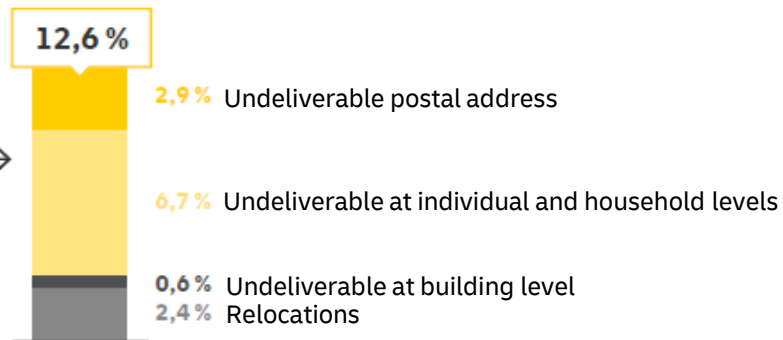 12,6 %
2,9 % Undeliverable postal address
6,7 % Undeliverable at individual and household levels
0,6 % Undeliverable at building level
2,4 % Relocations